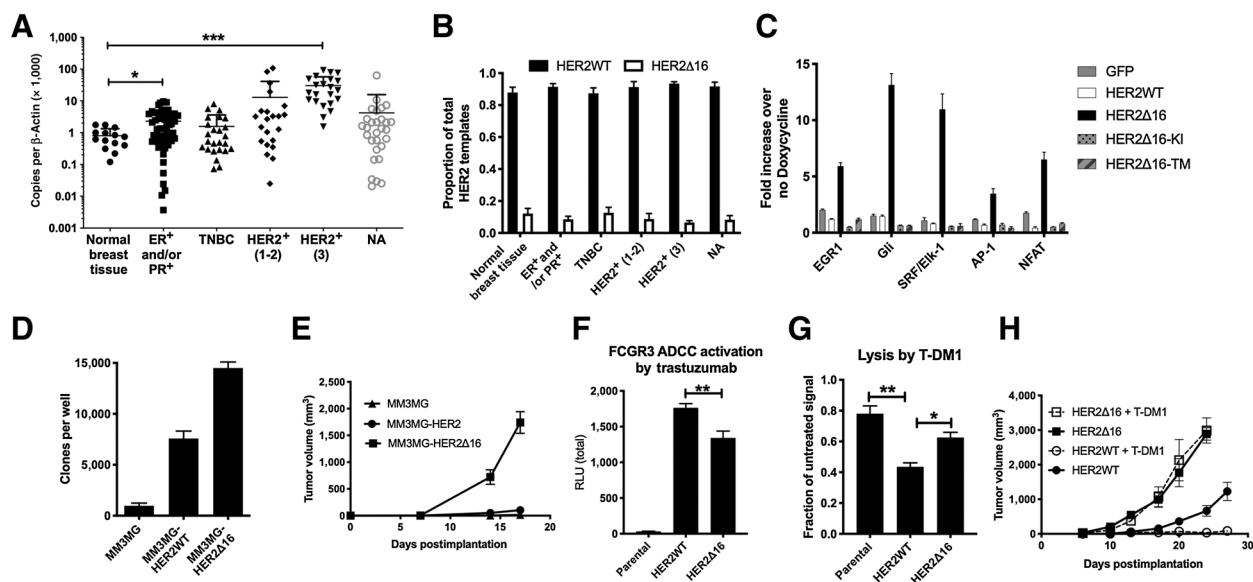 A
Copies per β-Actin (× 1,000)
1,000
100
10
1
0.1
0.01
0.001
***
*
Normal
breast
tissue
ER+
and/or
PR+
TNBC
HER2+
(1-2)
HER2+
(3)
NA
B
HER2WT
HER2Δ16
Proportion of total
HER2 templates
1.0
0.8
0.6
0.4
0.2
0.0
Normal
breast tissue
ER+ and
/or PR+
TNBC
HER2+ (1-2)
HER2+ (3)
NA
C
Fold increase over
no Doxycycline
15
10
5
0
EGR1
Gli
SRF/Elk-1
AP-1
NFAT
GFP
HER2WT
HER2Δ16
HER2Δ16-KI
HER2Δ16-TM
D
Clones per well
15,000
10,000
5,000
0
MM3MG
MM3MG-
HER2WT
MM3MG-
HER2Δ16
E
Tumor volume (mm3)
2,500
2,000
1,500
1,000
500
0
0
5
10
15
20
Days postimplantation
MM3MG
MM3MG-HER2
MM3MG-HER2Δ16
F
FCGR3 ADCC activation
by trastuzumab
RLU (total)
2,000
1,500
1,000
500
0
**
Parental
HER2WT
HER2Δ16
G
Lysis by T-DM1
Fraction of untreated signal
1.0
0.8
0.6
0.4
0.2
0.0
**
*
Parental
HER2WT
HER2Δ16
H
HER2Δ16 + T-DM1
HER2Δ16
HER2WT + T-DM1
HER2WT
Tumor volume (mm3)
4,000
3,000
2,000
1,000
0
0
10
20
30
Days postimplantation